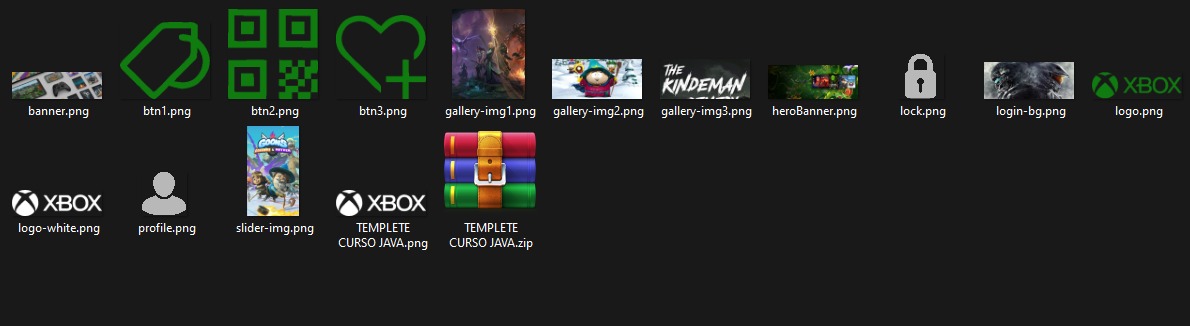 THE
KINDEMAN
XBOX
banner.png
btn1.png
btn2.png
btn3.png
gallery-img1.png
gallery-img2.png
gallery-img3.png
heroBanner.png
lock.png
login-bg.png
logo.png
GOONS
XBOX
XBOX
logo-white.png
profile.png
slider-img.png
TEMPLETE
CURSO JAVA.png
TEMPLETE
CURSO JAVA.zip